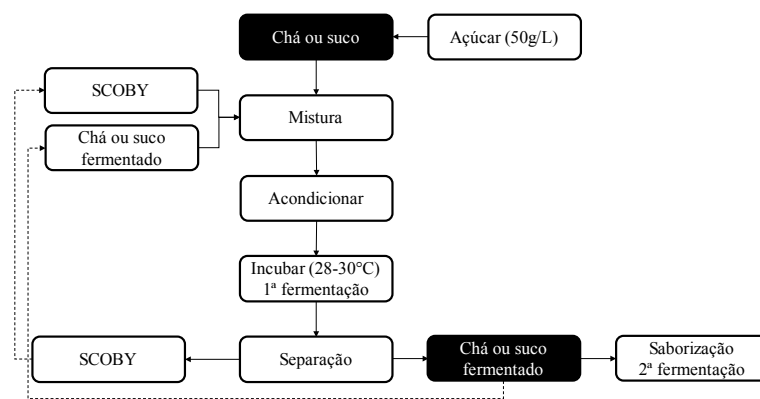 Chá ou suco
Açúcar (50g/L)
SCOBY
Chá ou suco
fermentado
Mistura
Acondicionar
Incubar (28-30°C)
1ª fermentação
SCOBY
Separação
Chá ou suco
fermentado
Saborização
2ª fermentação